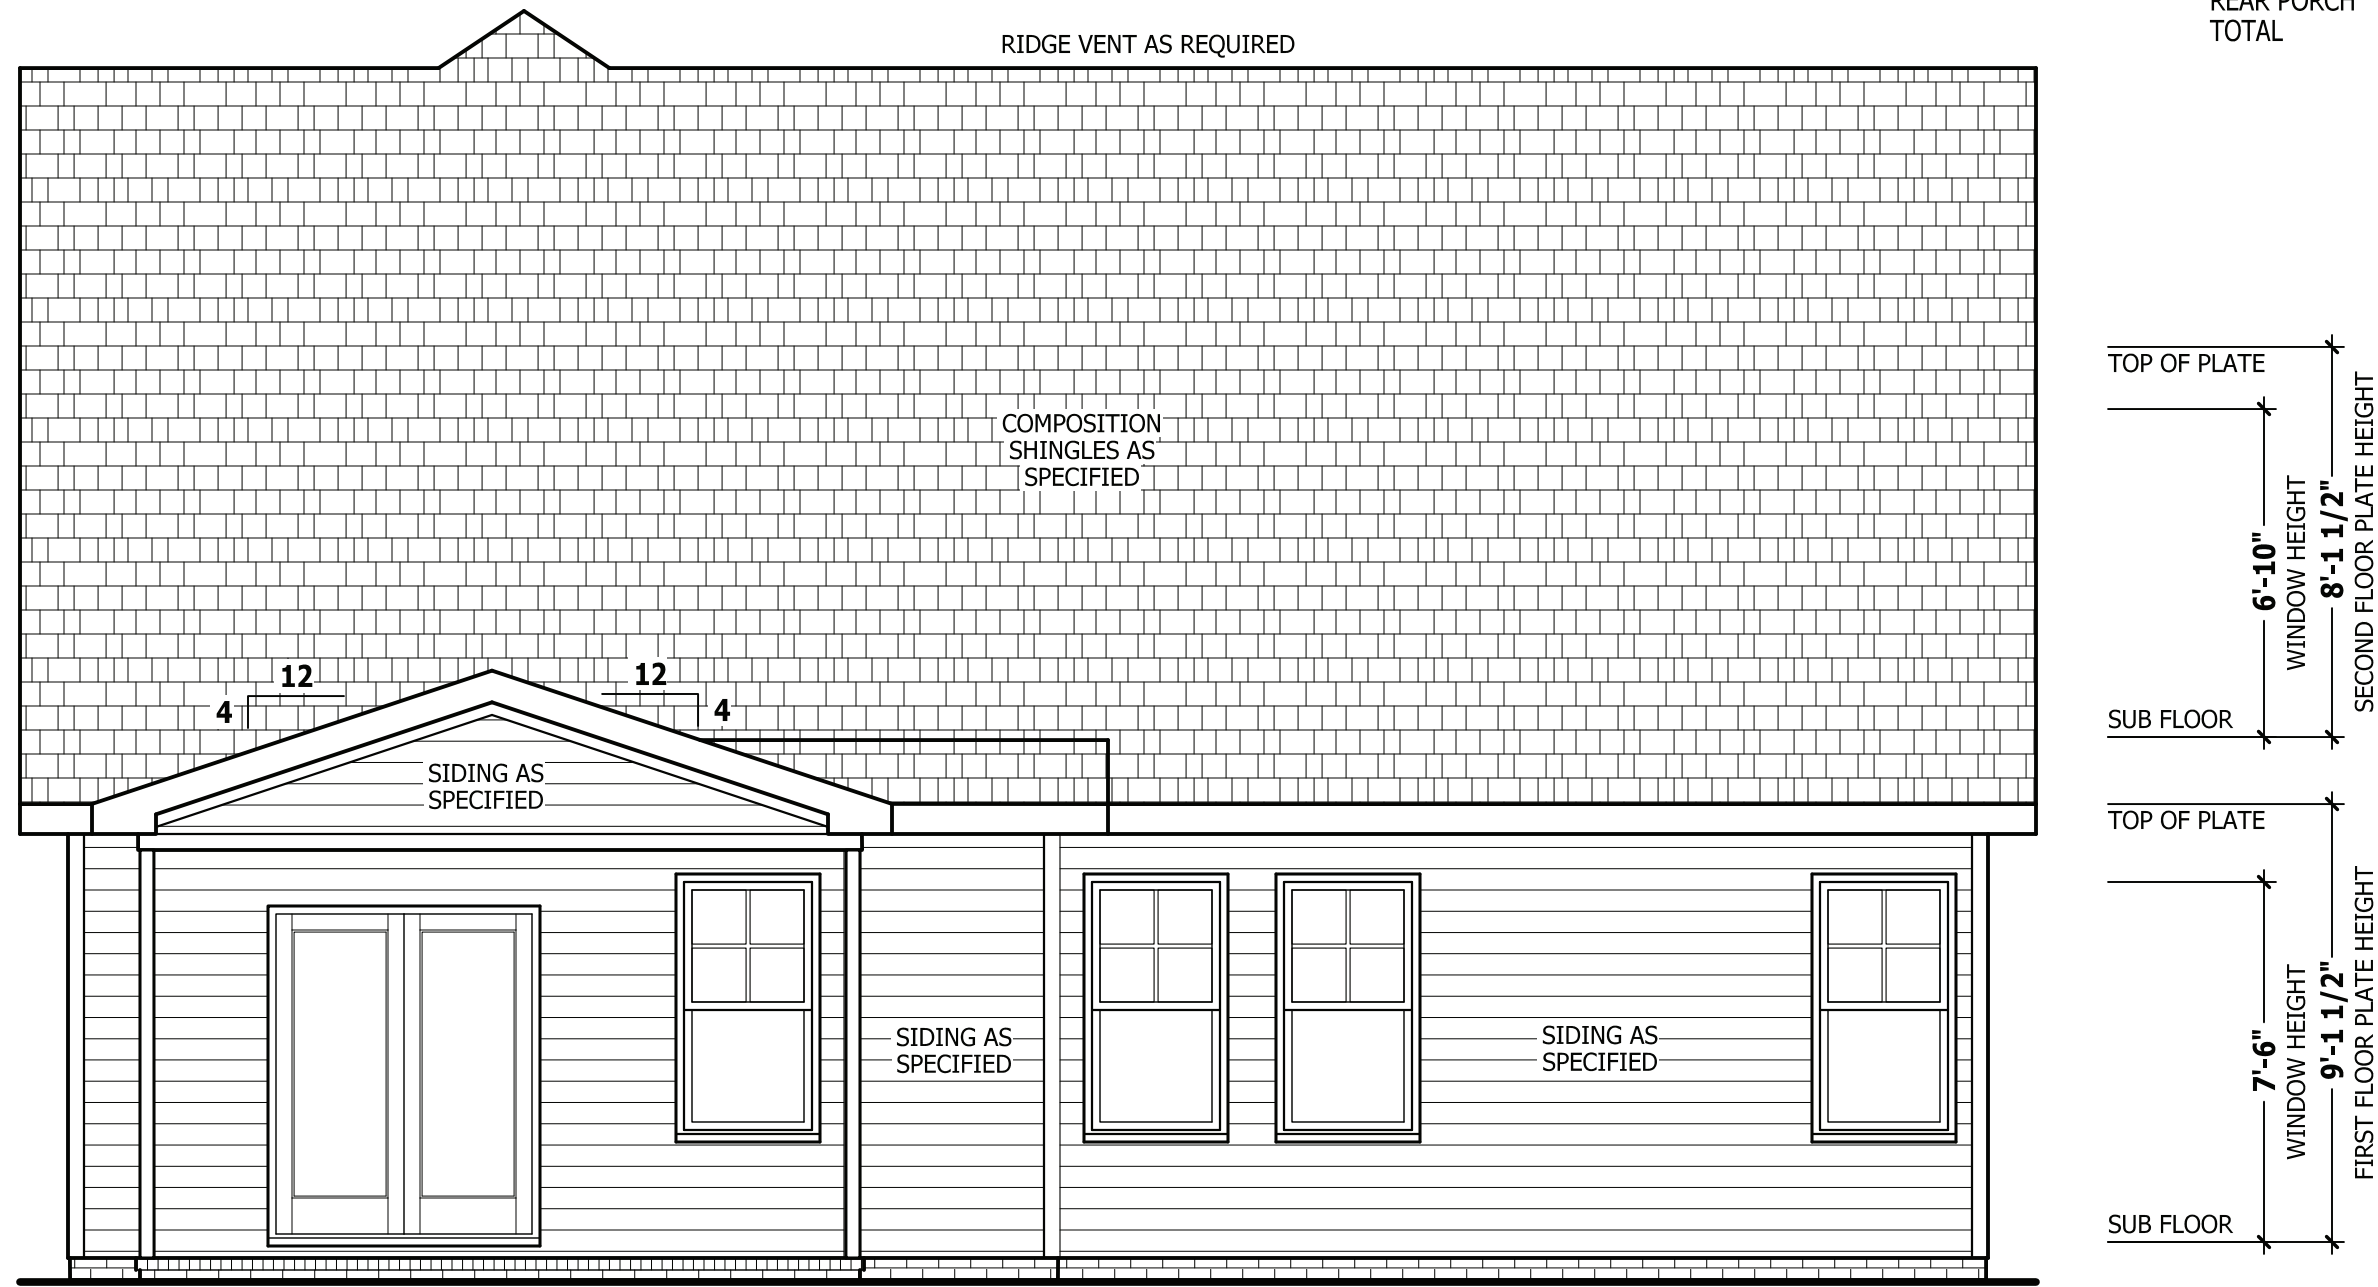 REAR PORCH
TOTAL
RIDGE VENT AS REQUIRED
COMPOSITION
SHINGLES AS
SPECIFIED
12
4
12
4
SIDING AS
SPECIFIED
SIDING AS
SPECIFIED
SIDING AS
SPECIFIED
TOP OF PLATE
6'-10"
WINDOW HEIGHT
8'-1 1/2"
SECOND FLOOR PLATE HEIGHT
SUB FLOOR
TOP OF PLATE
7'-6"
WINDOW HEIGHT
9'-1 1/2"
FIRST FLOOR PLATE HEIGHT
SUB FLOOR